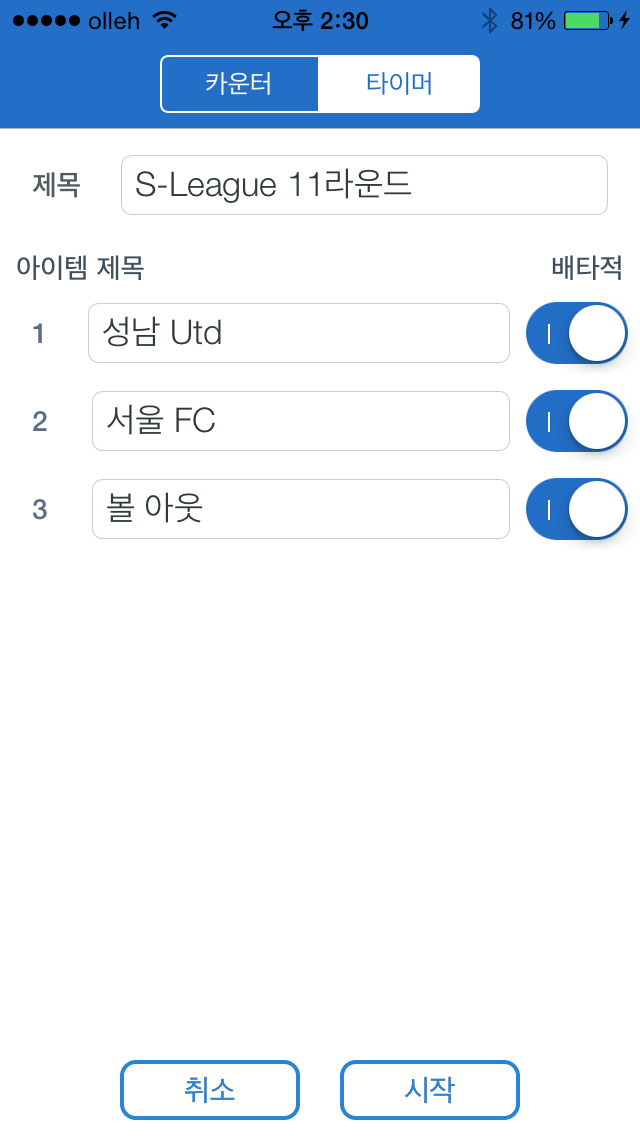 olleh 오후 2:30 81%
카운터 타이머
제목 S-League 11라운드
아이템 제목 배타적
1 성남 Utd
2 서울 FC
3 볼 아웃
취소 시작